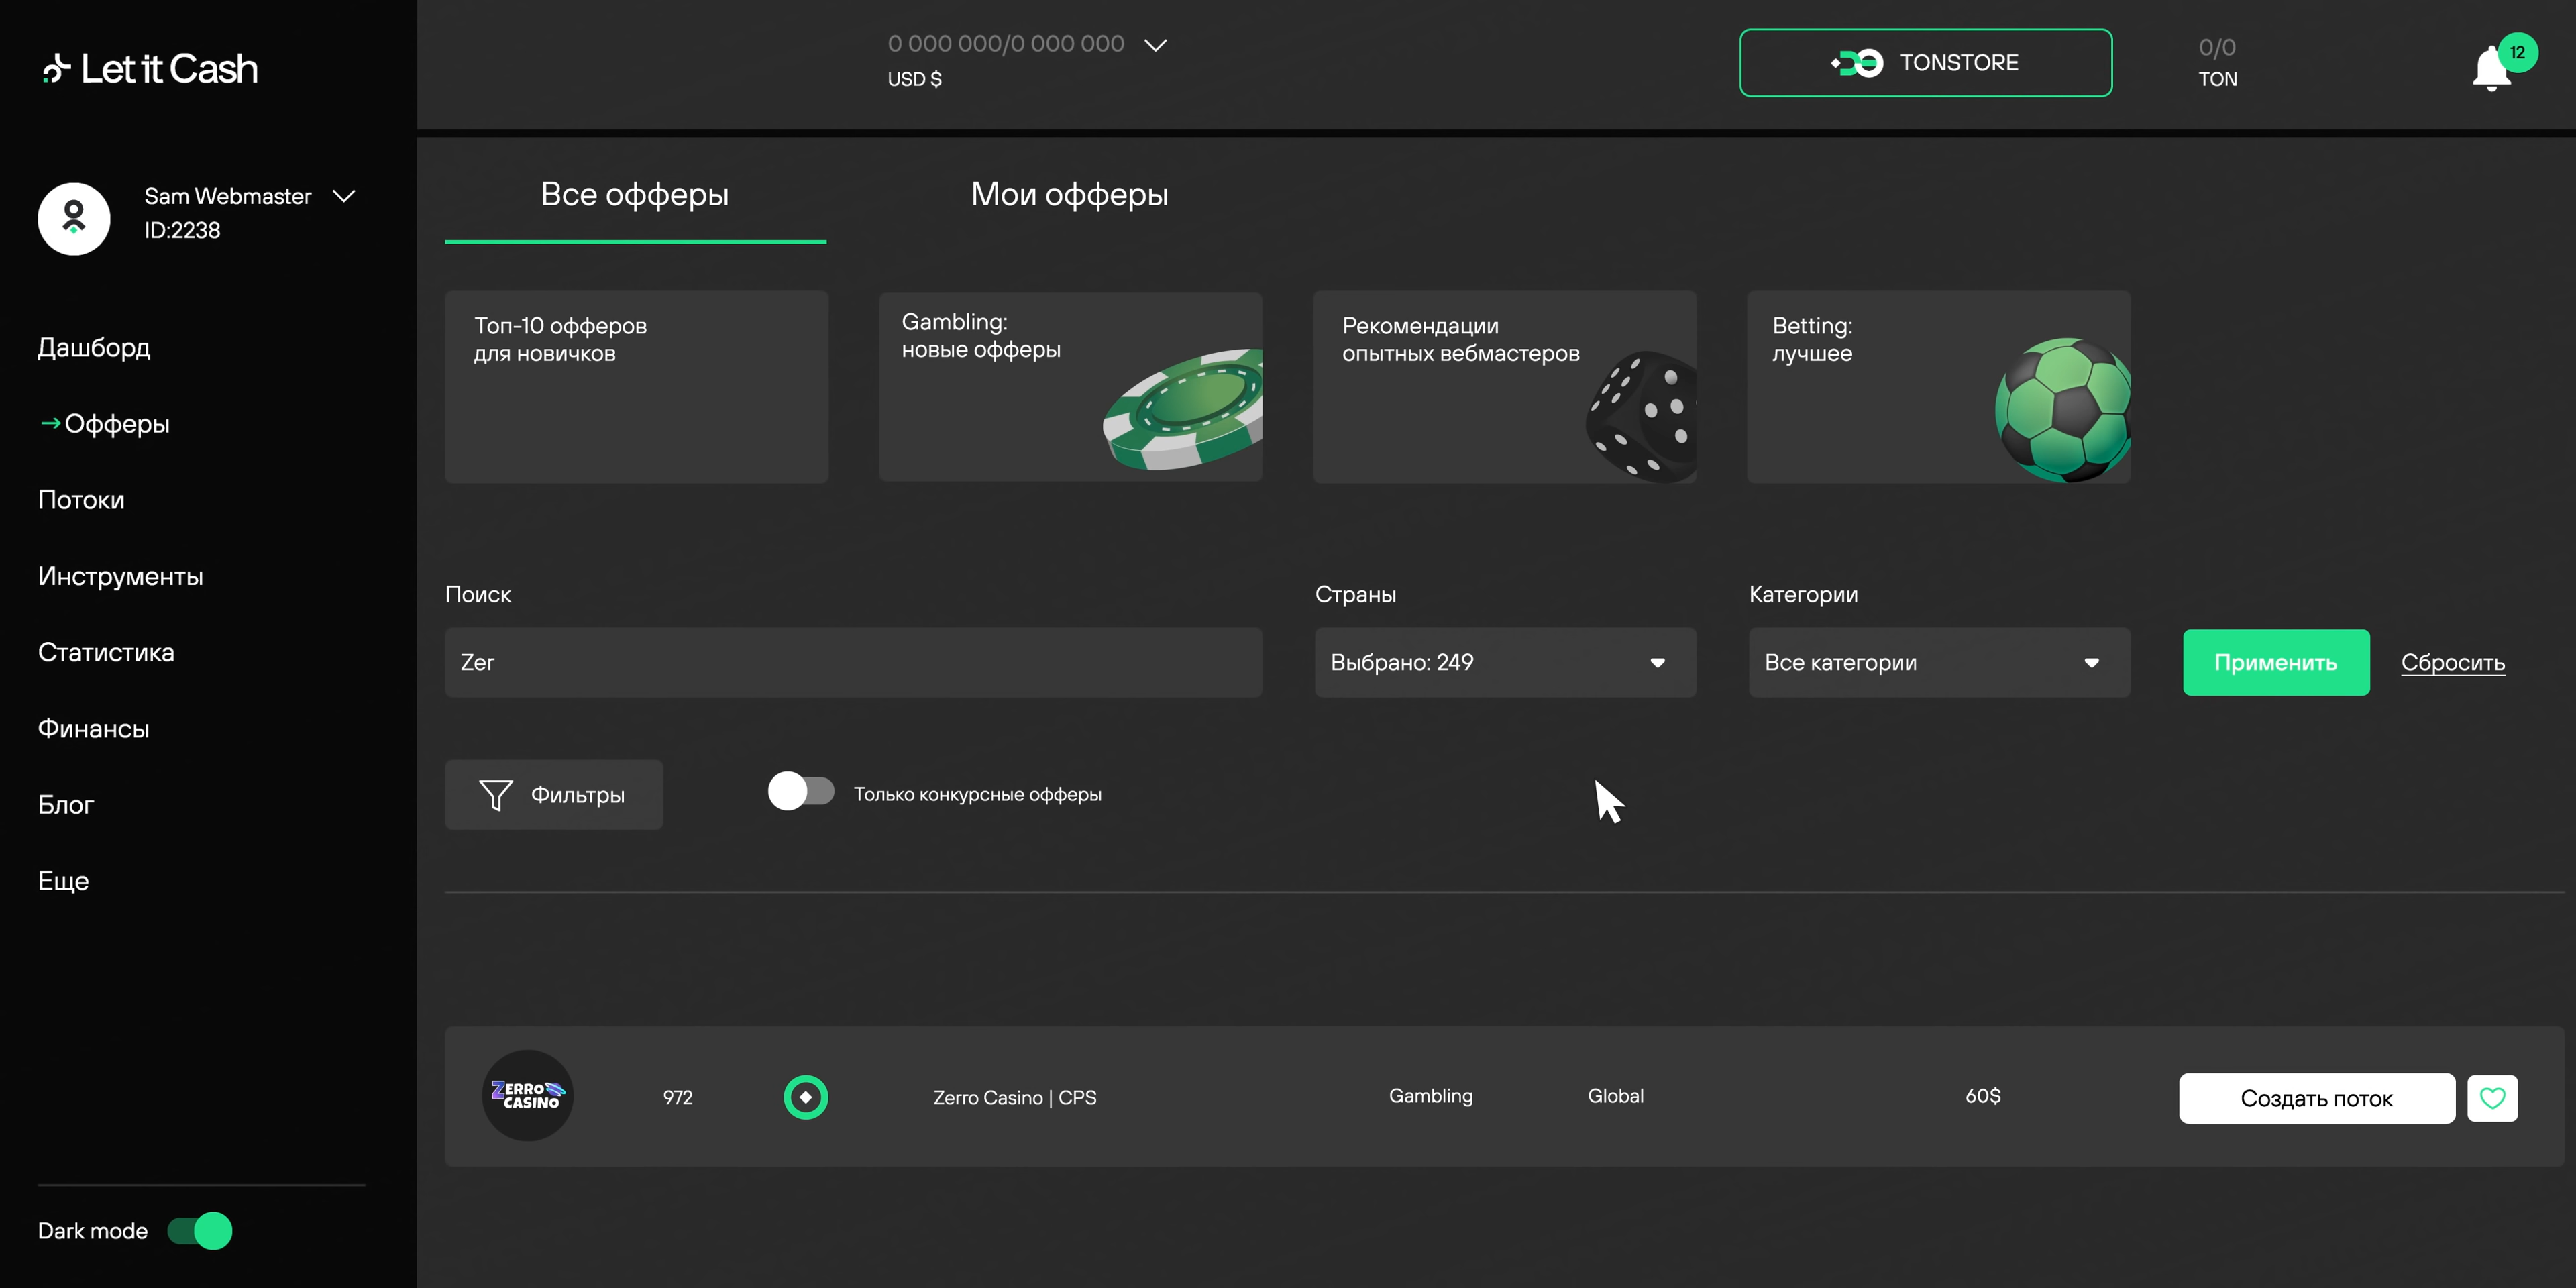 Let it Cash
0 000 000/0 000 000
USD $
TONSTORE
0/0
TON
12
Sam Webmaster
ID:2238
Дашборд
→Офферы
Потоки
Инструменты
Статистика
Финансы
Блог
Еще
Dark mode
Все офферы
Мои офферы
Топ-10 офферов
для новичков
Gambling:
новые офферы
Рекомендации
опытных вебмастеров
Betting:
лучшее
Поиск
Zer
Страны
Выбрано: 249
Категории
Все категории
Применить
Сбросить
Фильтры
Только конкурсные офферы
ZERRO
CASINO
972
Zerro Casino | CPS
Gambling
Global
60$
Создать поток